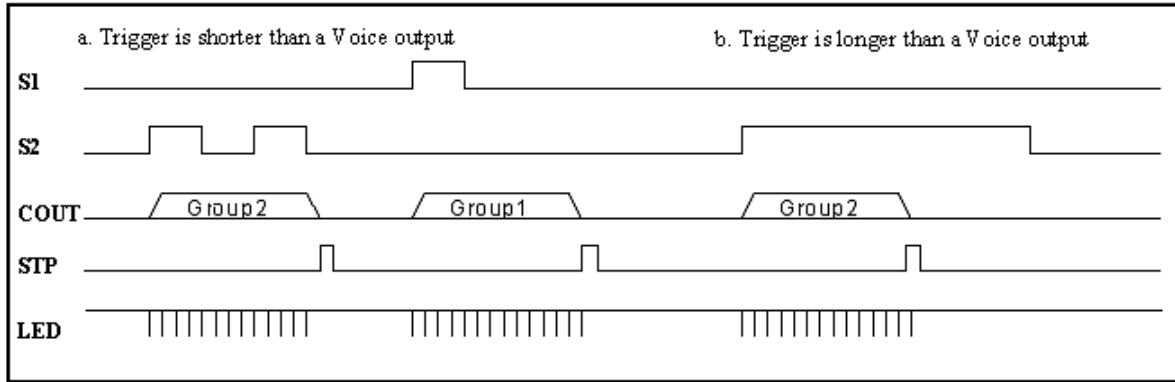 a. Trigger is shorter than a Voice output
b. Trigger is longer than a Voice output
S1
S2
COUT Group2 Group1 Group2
STP
LED